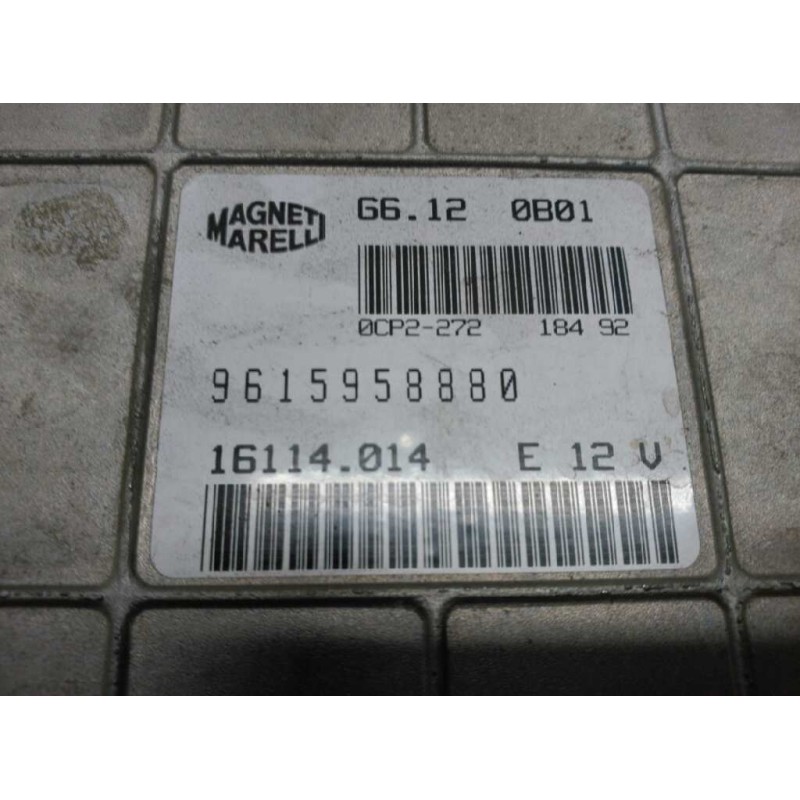 MAGNETI
MARELLI
G6.12 0B01
0CP2-272 184 92
9615958880
16114.014 E 12 V